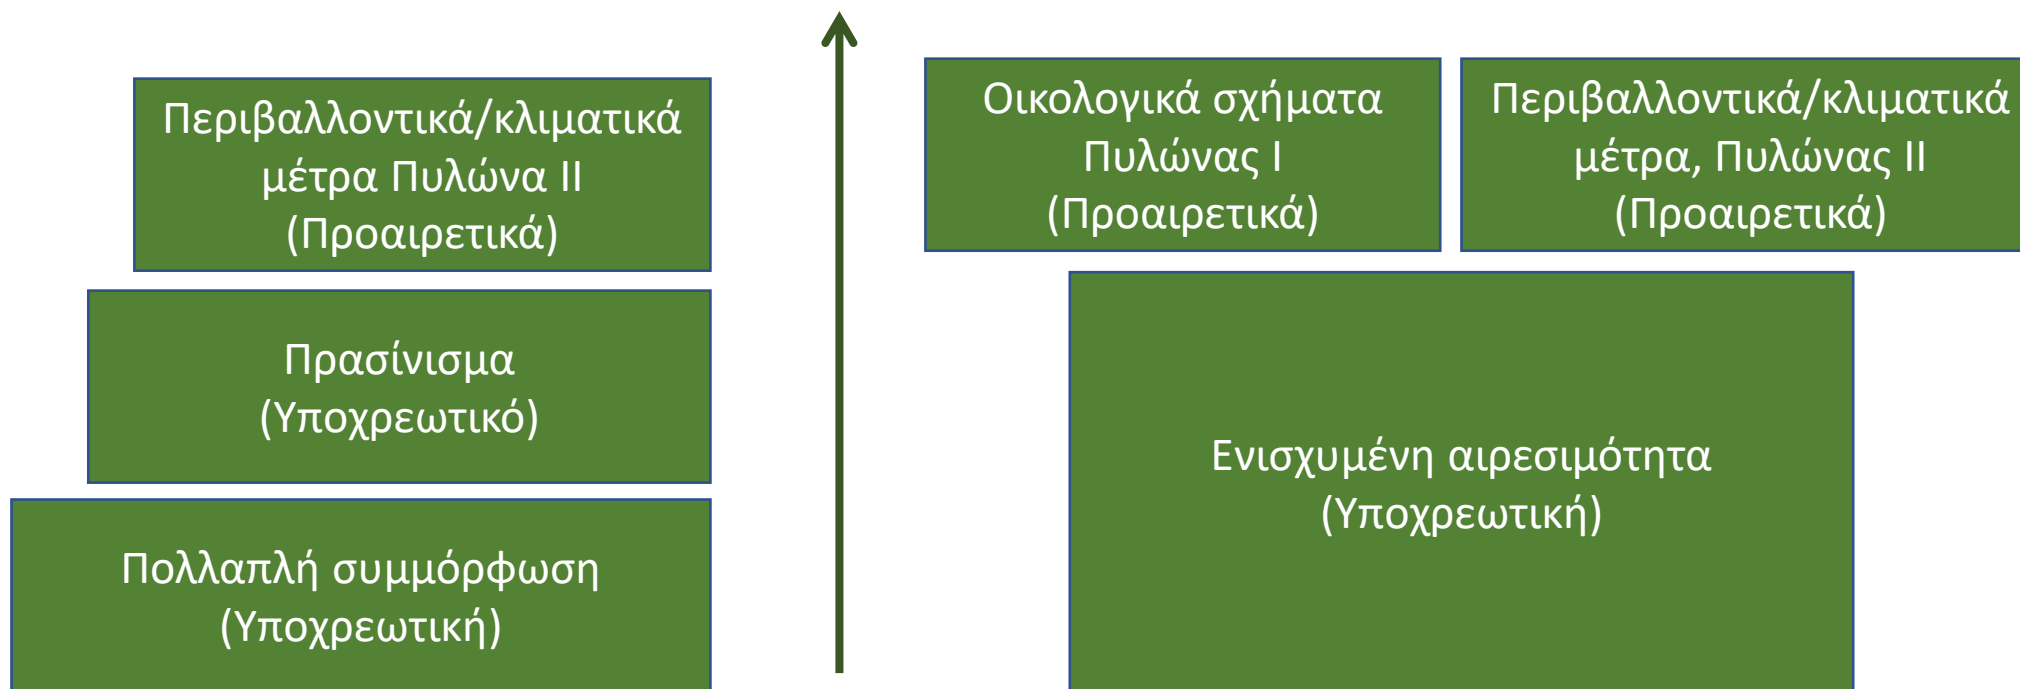 Περιβαλλοντικά/κλιματικά
μέτρα Πυλώνα ΙΙ
(Προαιρετικά)
Πρασίνισμα
(Υποχρεωτικό)
Πολλαπλή συμμόρφωση
(Υποχρεωτική)
Οικολογικά σχήματα
Πυλώνας Ι
(Προαιρετικά)
Περιβαλλοντικά/κλιματικά
μέτρα, Πυλώνας ΙΙ
(Προαιρετικά)
Ενισχυμένη αιρεσιμότητα
(Υποχρεωτική)